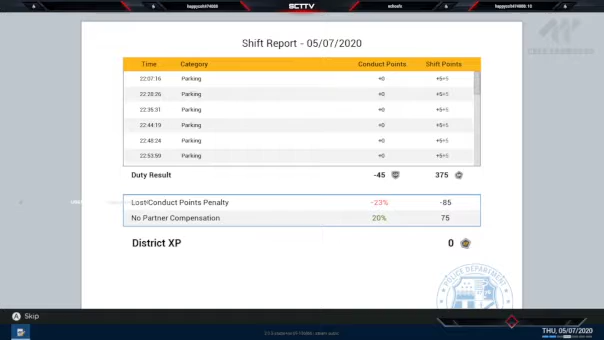 SCTTV
Shift Report - 05/07/2020
Time Category Conduct Points Shift Points
22:07:16 Parking +0 +5+5
22:28:26 Parking +0 +5+5
22:35:31 Parking +0 +5+5
22:44:19 Parking +0 +5+5
22:48:24 Parking +0 +5+5
22:53:59 Parking +0 +5+5
Duty Result -45 375
Lost Conduct Points Penalty -23% -85
No Partner Compensation 20% 75
District XP 0
POLICE DEPARTMENT
A Skip
THU, 05/07/2020